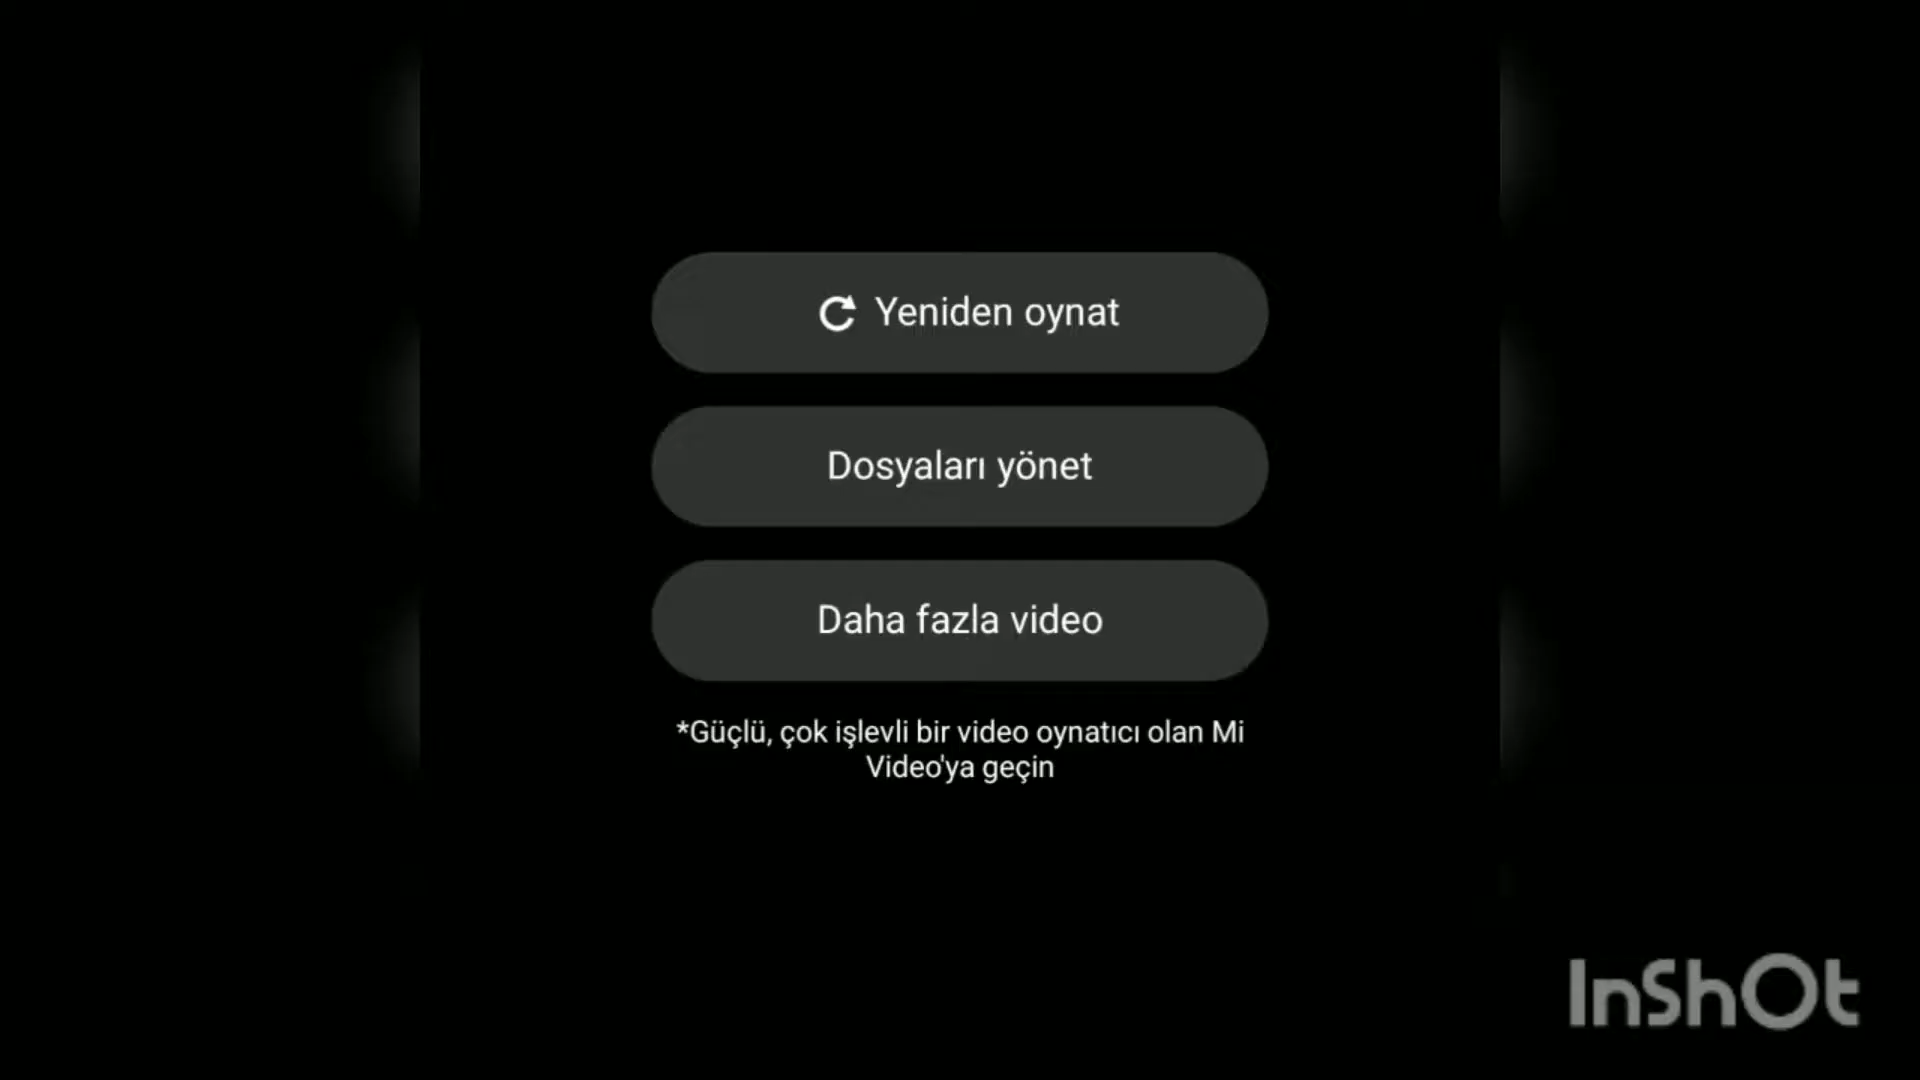 Yeniden oynat
Dosyaları yönet
Daha fazla video
*Güçlü, çok işlevli bir video oynatıcı olan Mi
Video'ya geçin
InShOt